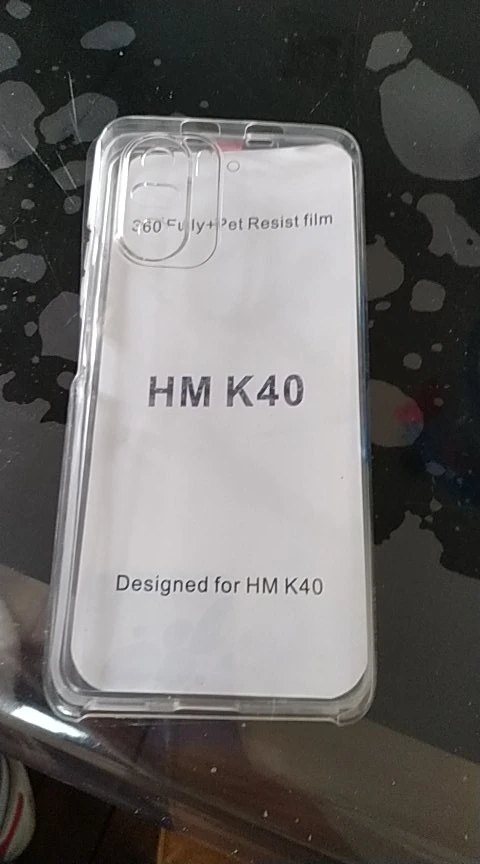 360 Fully+Pet Resist film
HM K40
Designed for HM K40